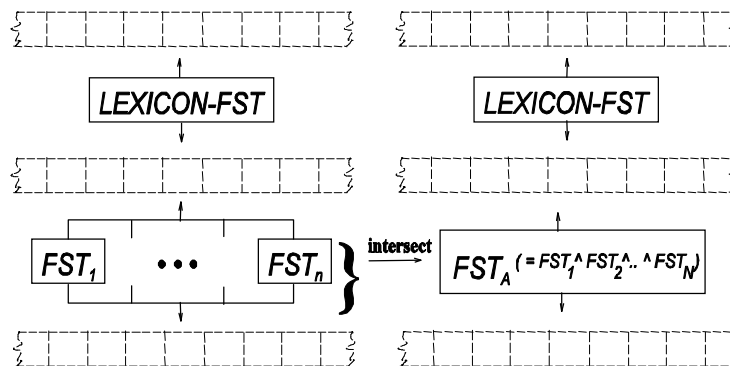 LEXICON-FST
LEXICON-FST
FST1 ••• FSTn } intersect
FSTA ( = FST1 ^ FST2 ^.. ^ FSTN)